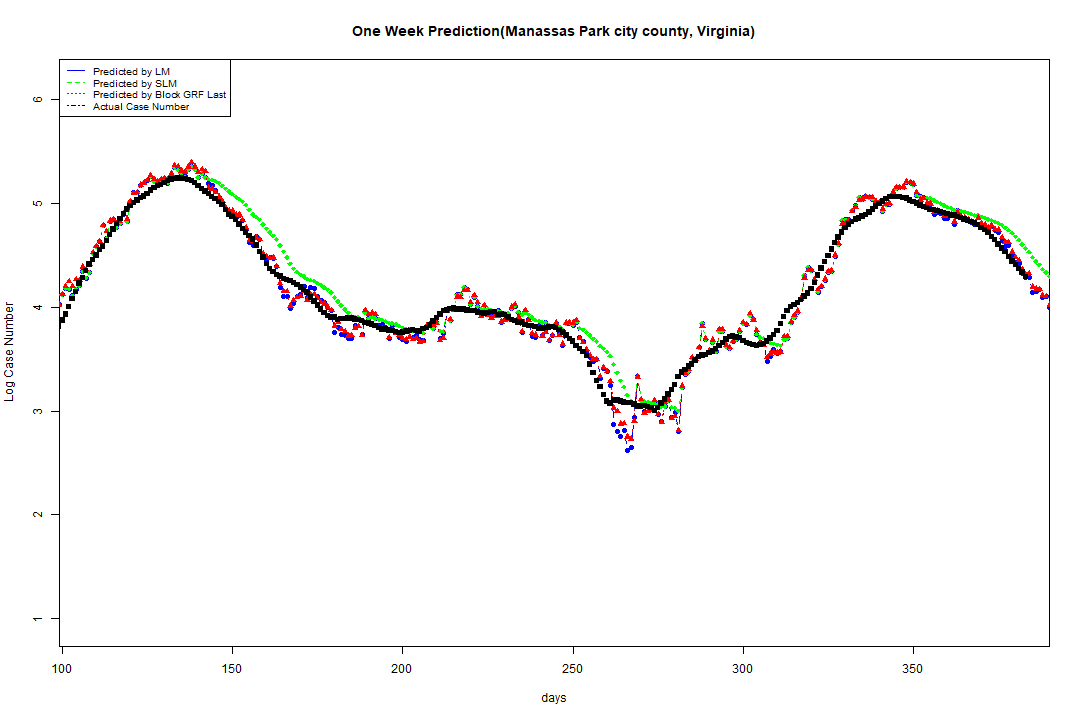 One Week Prediction(Manassas Park city county, Virginia)
Predicted by LM
Predicted by SLM
Predicted by Block GRF Last
Actual Case Number
6
5
4
3
2
1
Log Case Number
100 150 200 250 300 350
days